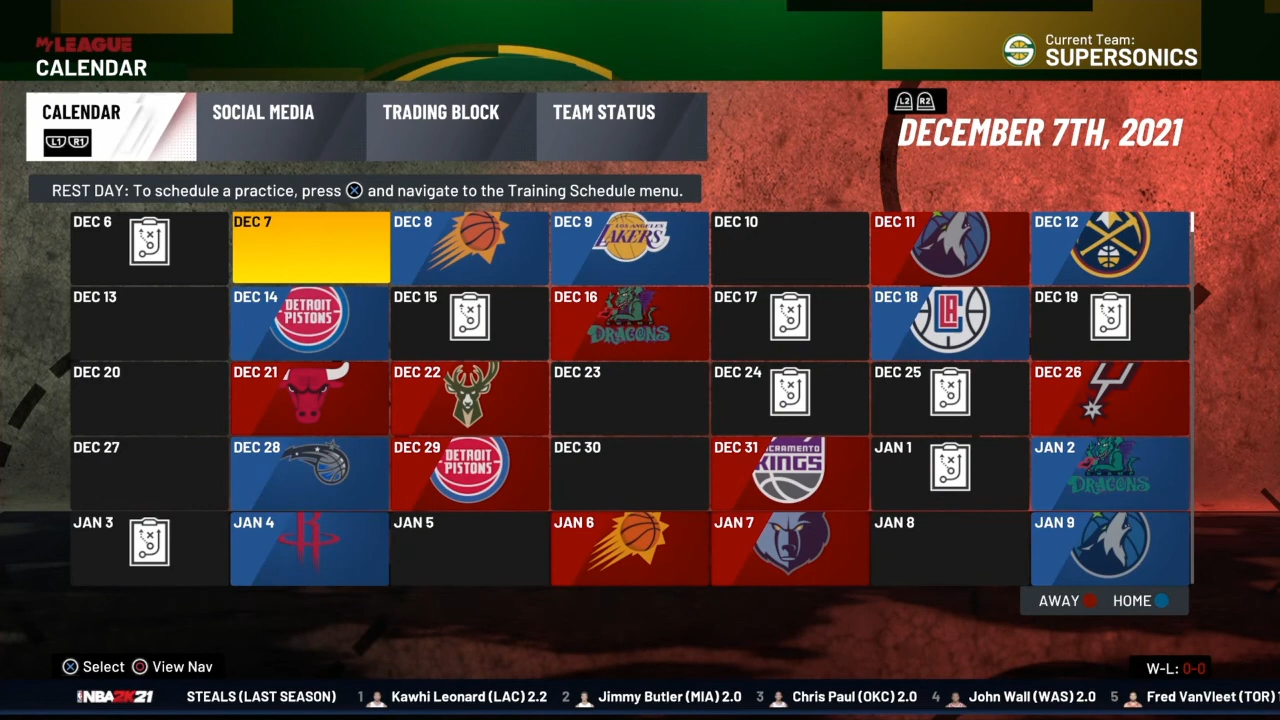 MyLEAGUE
CALENDAR
Current Team:
SUPERSONICS
CALENDAR
L1 R1
SOCIAL MEDIA
TRADING BLOCK
TEAM STATUS
L2 R2
DECEMBER 7TH, 2021
REST DAY: To schedule a practice, press and navigate to the Training Schedule menu.
DEC 6
DEC 7
DEC 8
DEC 9
LOS ANGELES
LAKERS
DEC 10
DEC 11
DEC 12
DEC 13
DEC 14
DETROIT
PISTONS
DEC 15
DEC 16
DRAGONS
DEC 17
DEC 18
LA
DEC 19
DEC 20
DEC 21
DEC 22
DEC 23
DEC 24
DEC 25
DEC 26
DEC 27
DEC 28
DEC 29
DETROIT
PISTONS
DEC 30
DEC 31
SACRAMENTO
KINGS
JAN 1
JAN 2
DRAGONS
JAN 3
JAN 4
R
JAN 5
JAN 6
JAN 7
JAN 8
JAN 9
AWAY HOME
Select View Nav
W-L: 0-0
NBA2K21 STEALS (LAST SEASON) 1 Kawhi Leonard (LAC) 2.2 2 Jimmy Butler (MIA) 2.0 3 Chris Paul (OKC) 2.0 4 John Wall (WAS) 2.0 5 Fred VanVleet (TOR)